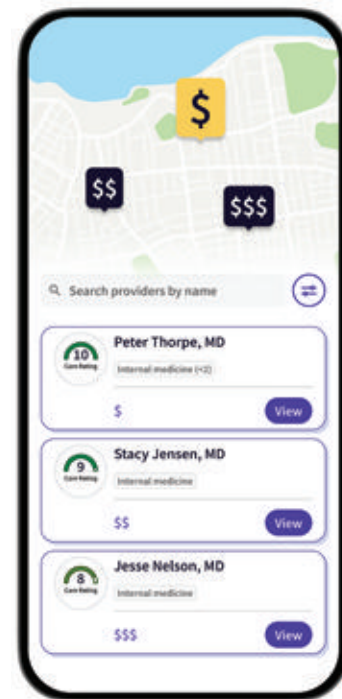 $
$$
$$$
Search providers by name
10
Care Rating
Peter Thorpe, MD
Internal medicine (+2)
$
View
9
Care Rating
Stacy Jensen, MD
Internal medicine
$$
View
8
Care Rating
Jesse Nelson, MD
Internal medicine
$$$
View